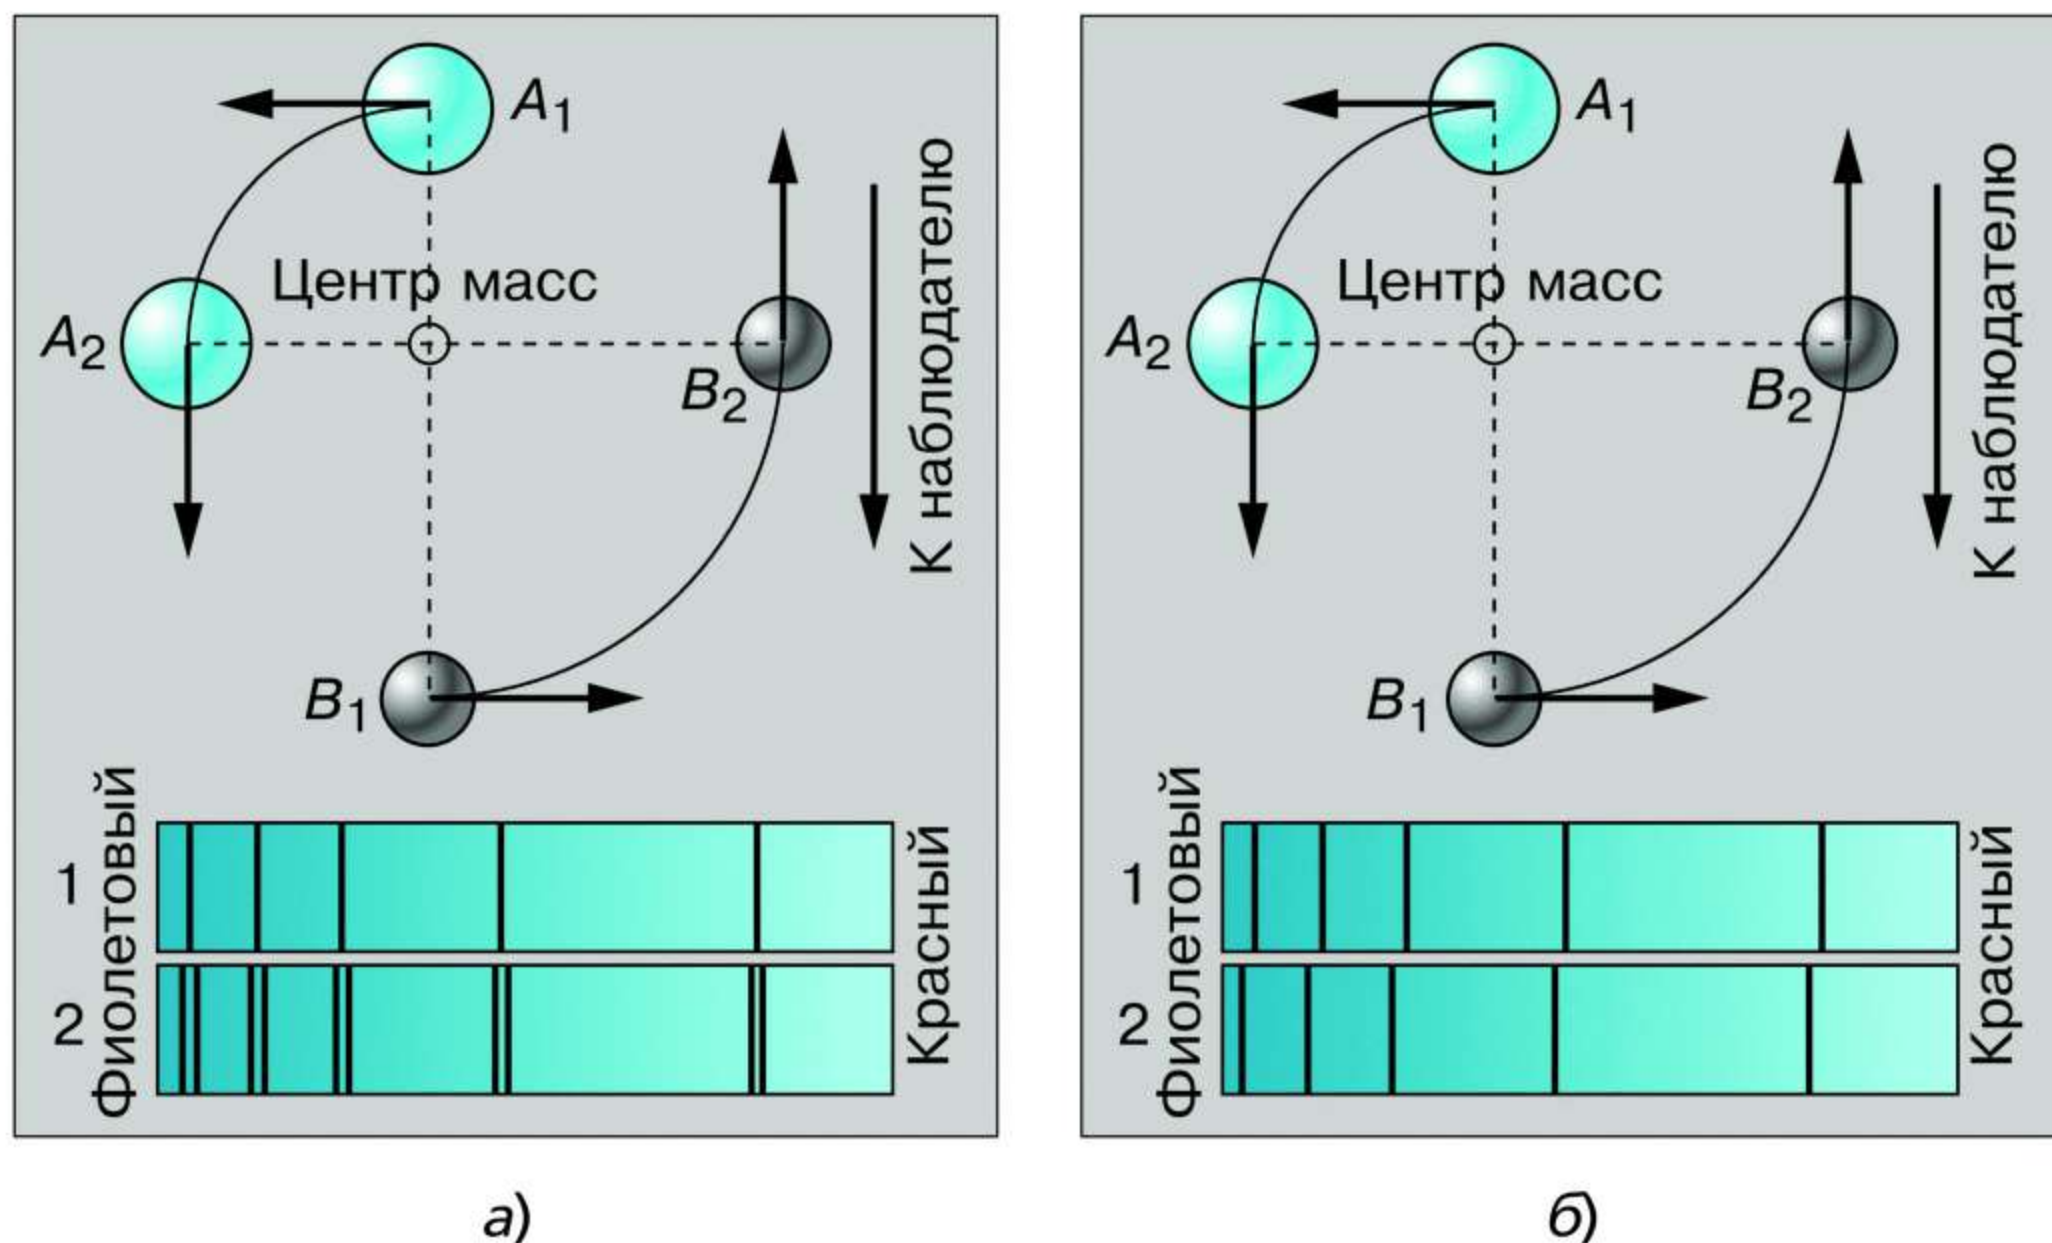 A1
К наблюдателю
Центр масс
A2
B2
B1
Фиолетовый
1
2
Красный
а)
A1
К наблюдателю
Центр масс
A2
B2
B1
Фиолетовый
1
2
Красный
б)